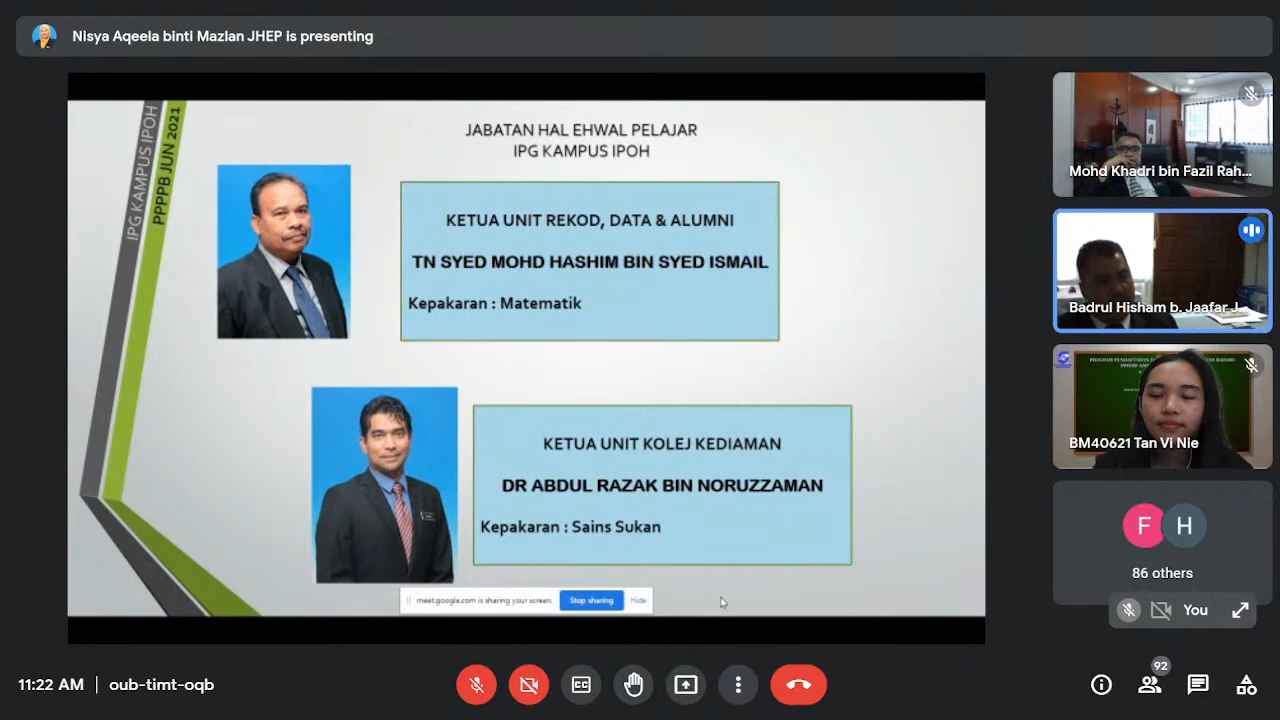 Nisya Aqeela binti Mazlan JHEP is presenting
IPG KAMPUS IPOH
PPPPB JUN 2021
JABATAN HAL EHWAL PELAJAR
IPG KAMPUS IPOH
KETUA UNIT REKOD, DATA & ALUMNI
TN SYED MOHD HASHIM BIN SYED ISMAIL
Kepakaran : Matematik
KETUA UNIT KOLEJ KEDIAMAN
DR ABDUL RAZAK BIN NORUZZAMAN
Kepakaran : Sains Sukan
meet.google.com is sharing your screen.
Stop sharing
Hide
Mohd Khadri bin Fazil Rah...
Badrul Hisham b. Jaafar J...
BM40621 Tan Vi Nie
F H
86 others
You
11:22 AM | oub-timt-oqb
CC
92